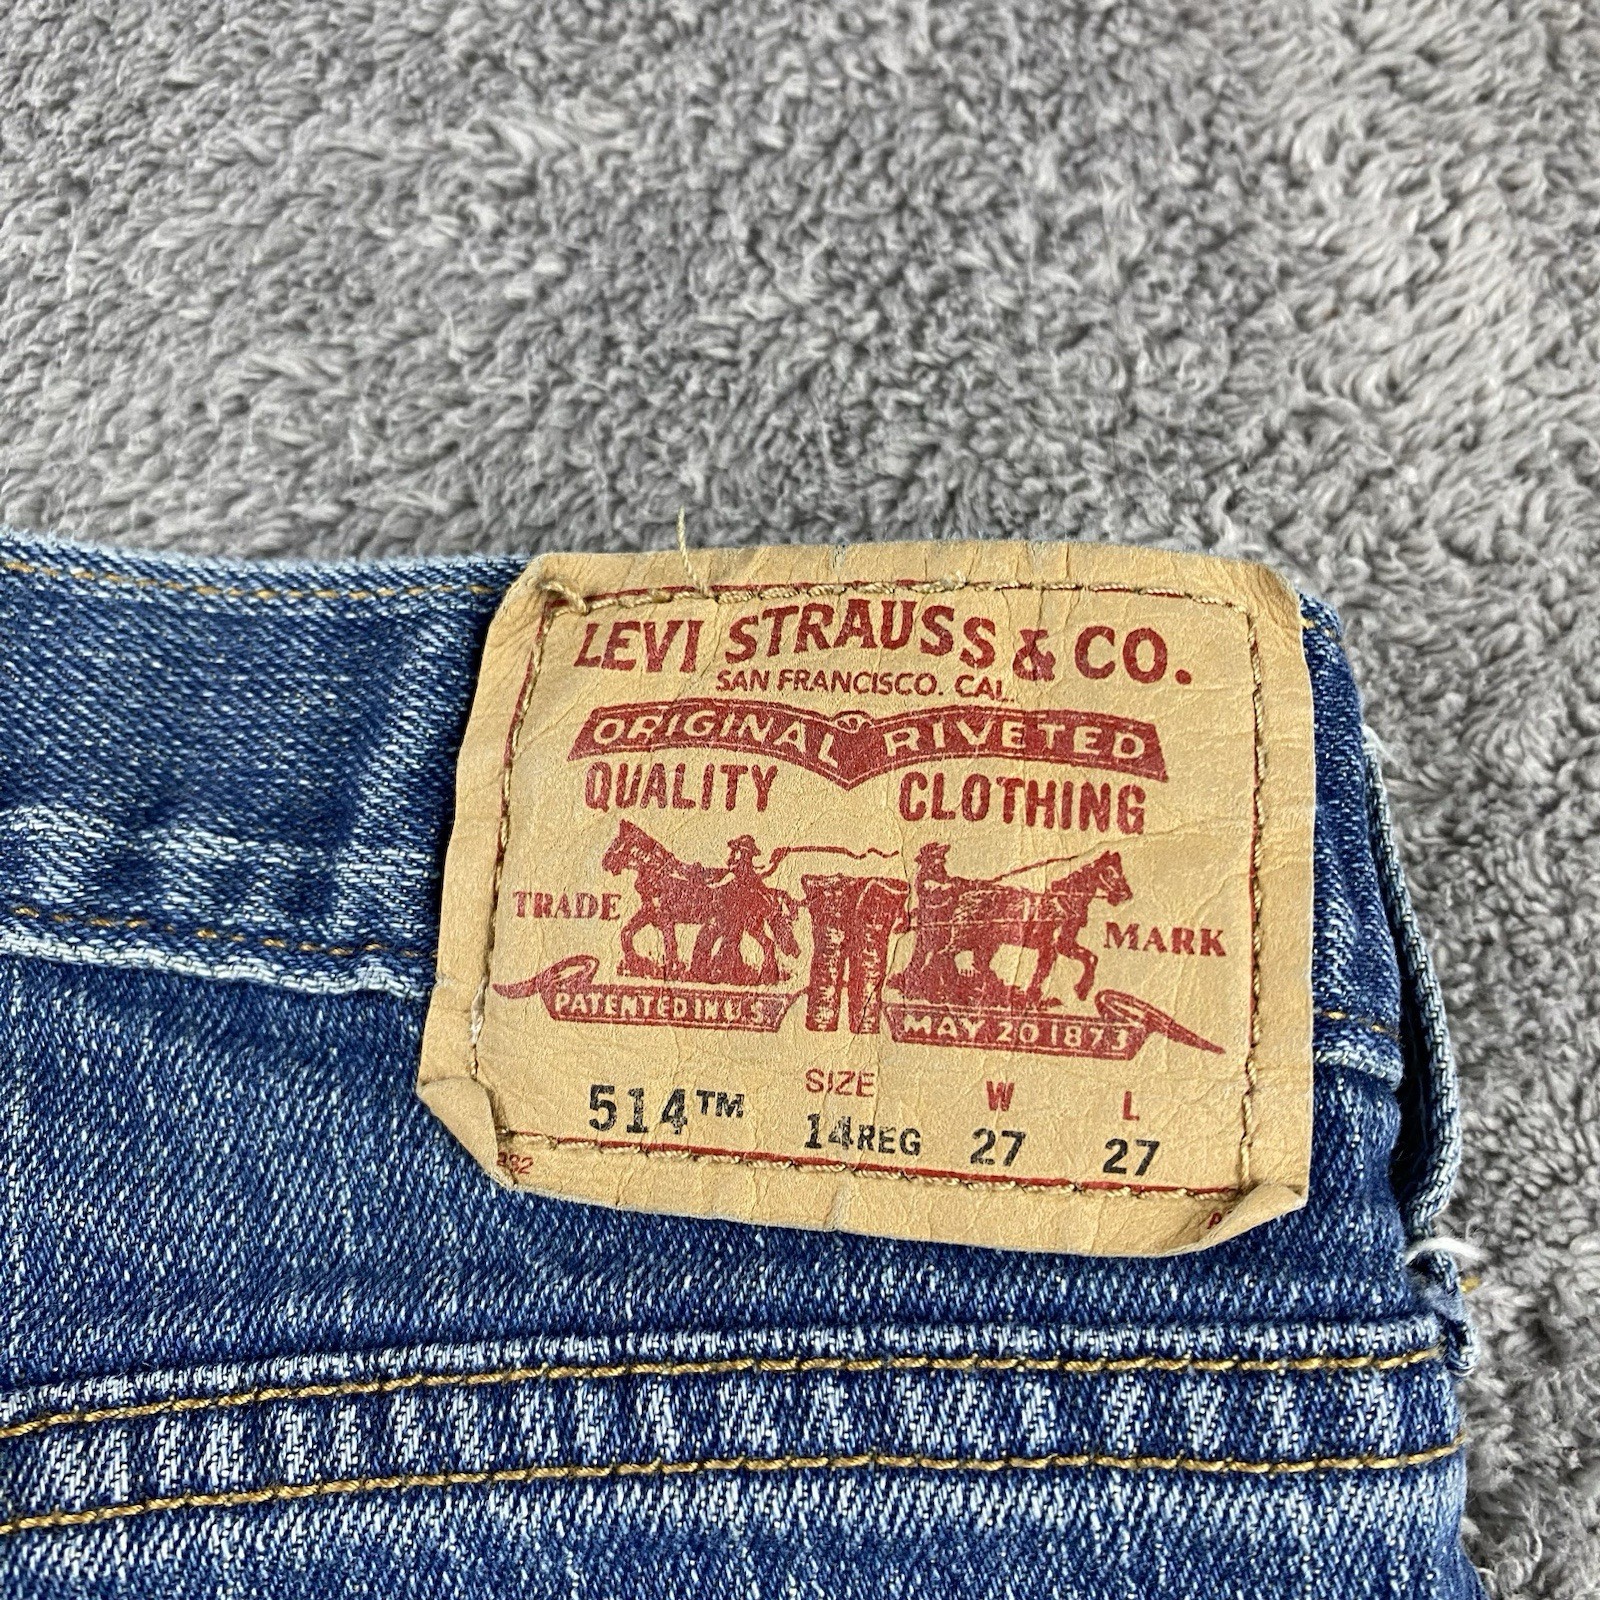 LEVI STRAUSS & CO.
SAN FRANCISCO. CAL.
ORIGINAL RIVETED
QUALITY CLOTHING
TRADE MARK
PATENTED IN U.S.
MAY 20 1873
SIZE W L
514™ 14REG 27 27